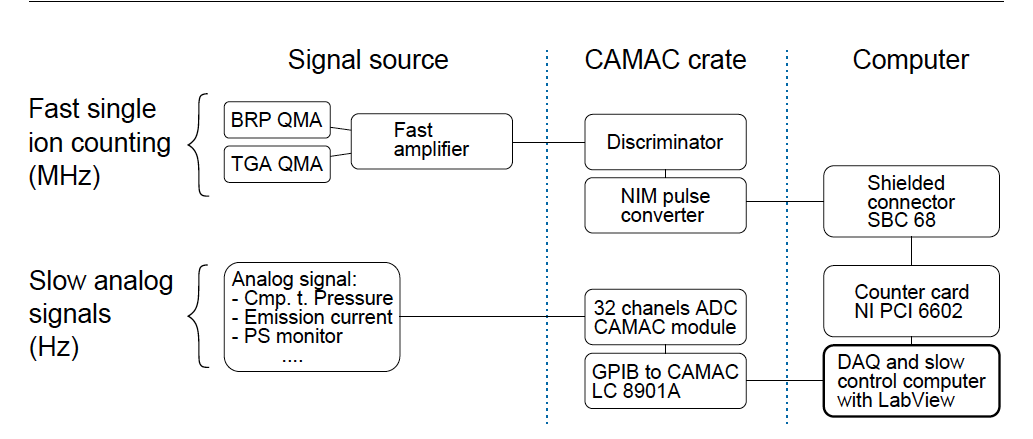 Signal source
CAMAC crate
Computer
Fast single
ion counting
(MHz)
BRP QMA
TGA QMA
Fast
amplifier
Discriminator
NIM pulse
converter
Shielded
connector
SBC 68
Counter card
NI PCI 6602
Slow analog
signals
(Hz)
Analog signal:
- Cmp. t. Pressure
- Emission current
- PS monitor
....
32 chanels ADC
CAMAC module
GPIB to CAMAC
LC 8901A
DAQ and slow
control computer
with LabView